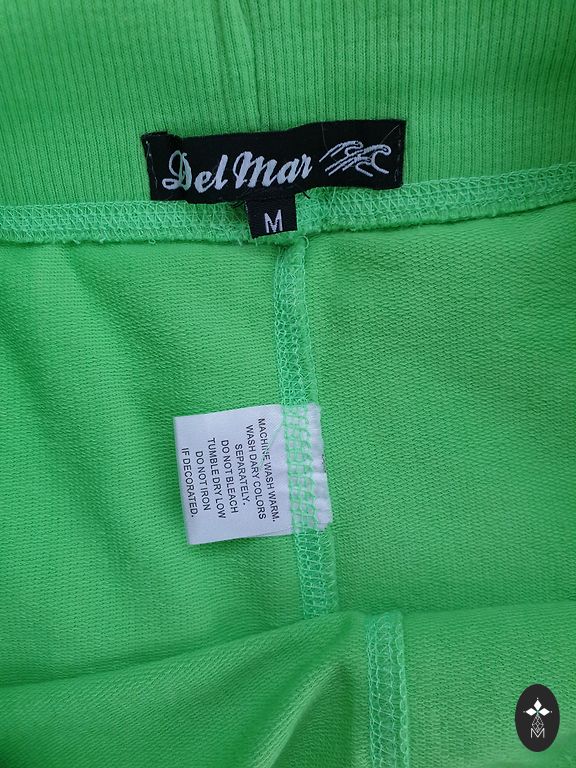 Del Mar
M
MACHINE WASH WARM.
WASH DARY COLORS
SEPARATELY.
DO NOT BLEACH
TUMBLE DRY LOW
DO NOT IRON
IF DECORATED.
M